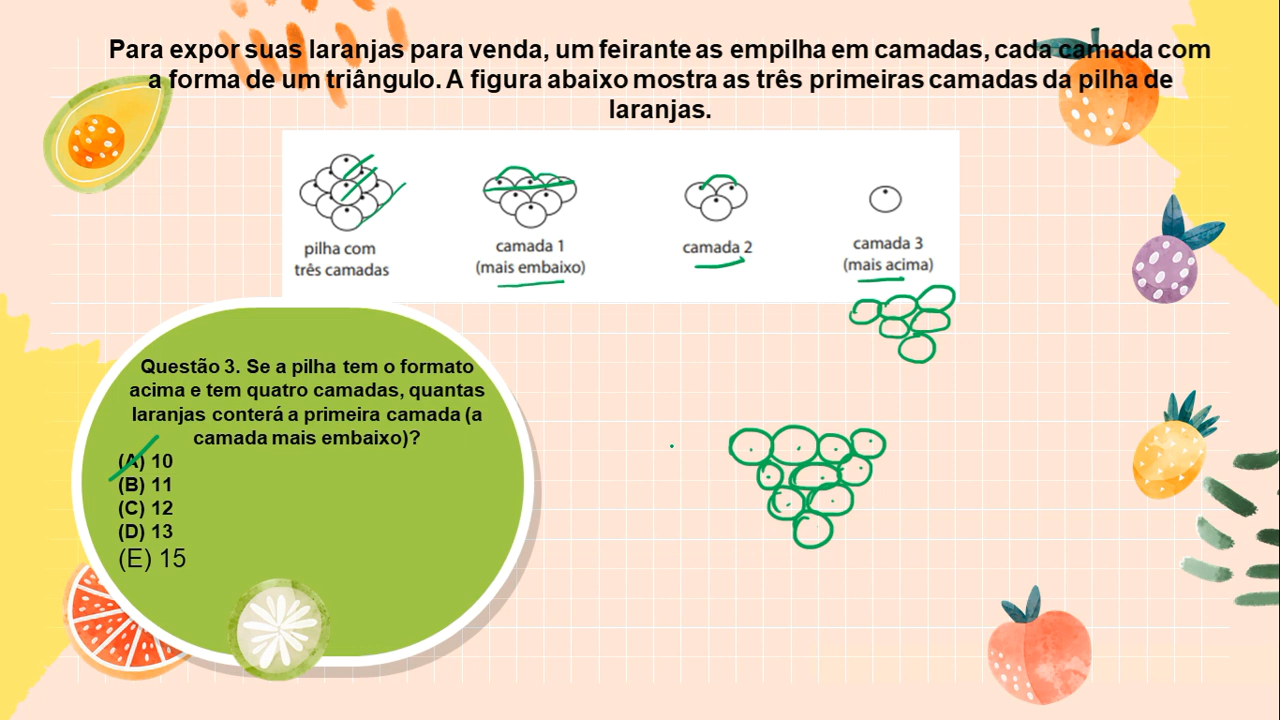 Para expor suas laranjas para venda, um feirante as empilha em camadas, cada camada com
a forma de um triângulo. A figura abaixo mostra as três primeiras camadas da pilha de
laranjas.
pilha com
três camadas
camada 1
(mais embaixo)
camada 2
camada 3
(mais acima)
Questão 3. Se a pilha tem o formato
acima e tem quatro camadas, quantas
laranjas conterá a primeira camada (a
camada mais embaixo)?
(A) 10
(B) 11
(C) 12
(D) 13
(E) 15